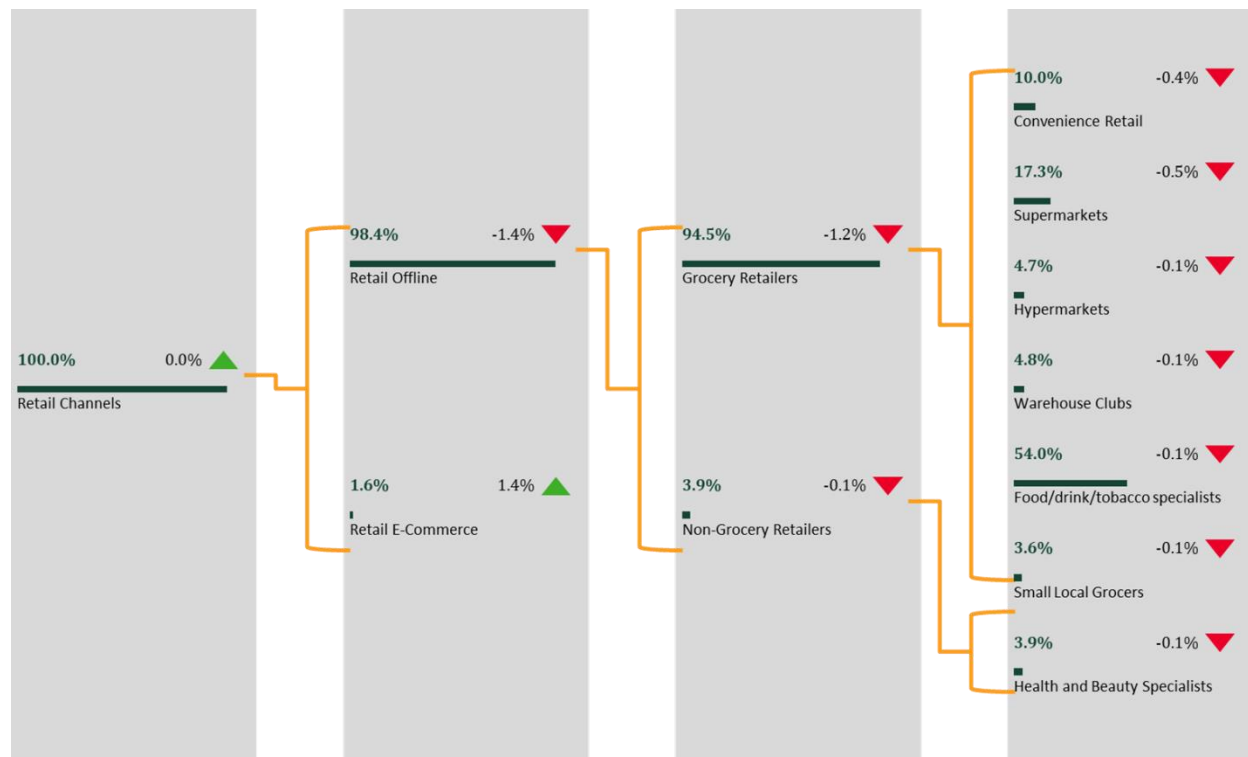 100.0% 0.0%
Retail Channels
98.4% -1.4%
Retail Offline
1.6% 1.4%
Retail E-Commerce
94.5% -1.2%
Grocery Retailers
3.9% -0.1%
Non-Grocery Retailers
10.0% -0.4%
Convenience Retail
17.3% -0.5%
Supermarkets
4.7% -0.1%
Hypermarkets
4.8% -0.1%
Warehouse Clubs
54.0% -0.1%
Food/drink/tobacco specialists
3.6% -0.1%
Small Local Grocers
3.9% -0.1%
Health and Beauty Specialists